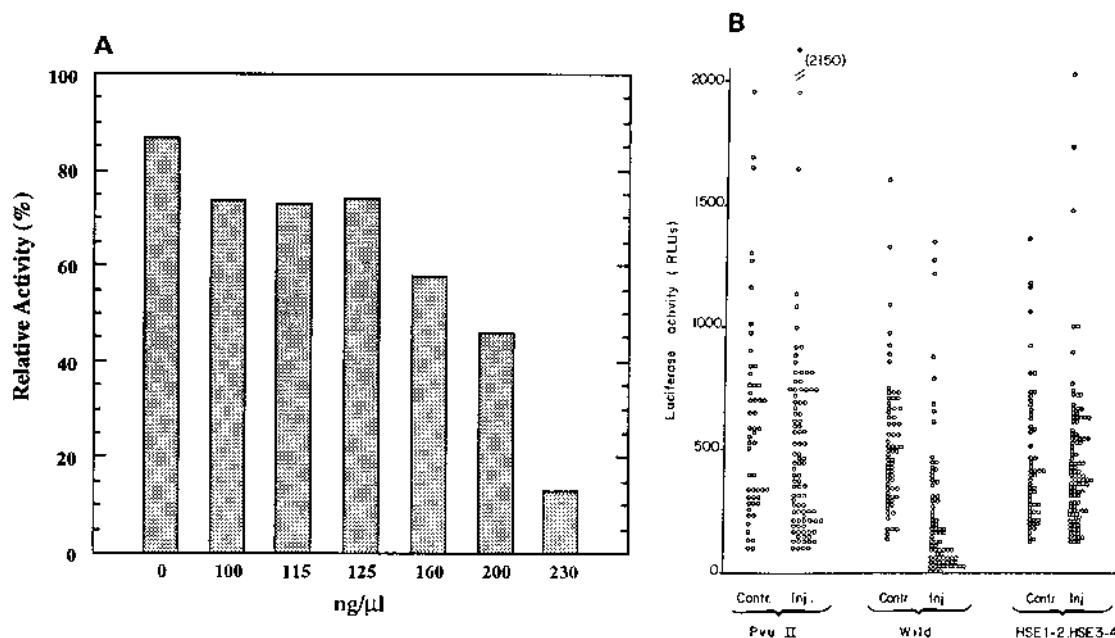 A
100
80
60
40
20
0
Relative Activity (%)
0 100 115 125 160 200 230
ng/µl
B
(2150)
2000
1500
1000
500
0
Luciferase activity (RLUs)
Contr. Inj. Contr Inj Contr Inj
Pvu II Wild HSE1-2.HSE3-4